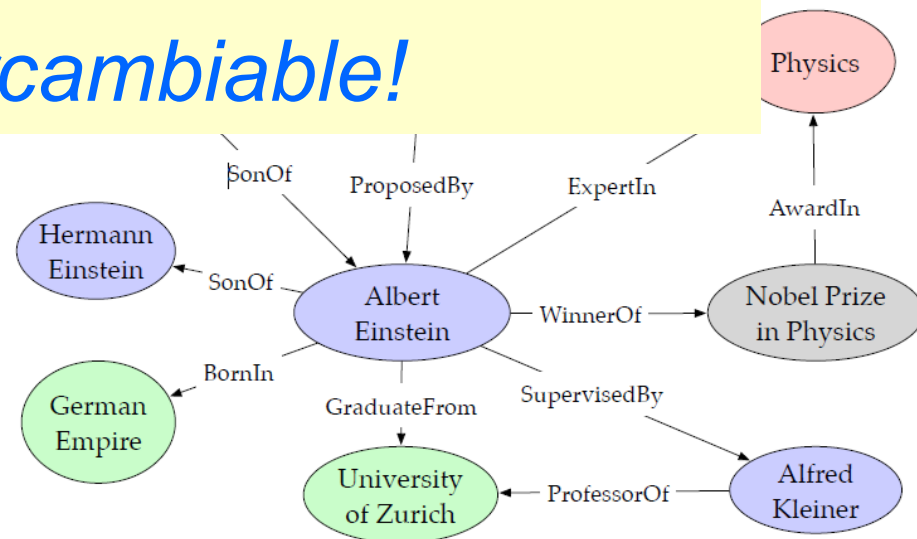 cambiable!
Physics
SonOf
ProposedBy
ExpertIn
AwardIn
Hermann
Einstein
SonOf
Albert
Einstein
WinnerOf
Nobel Prize
in Physics
BornIn
German
Empire
GraduateFrom
SupervisedBy
University
of Zurich
ProfessorOf
Alfred
Kleiner